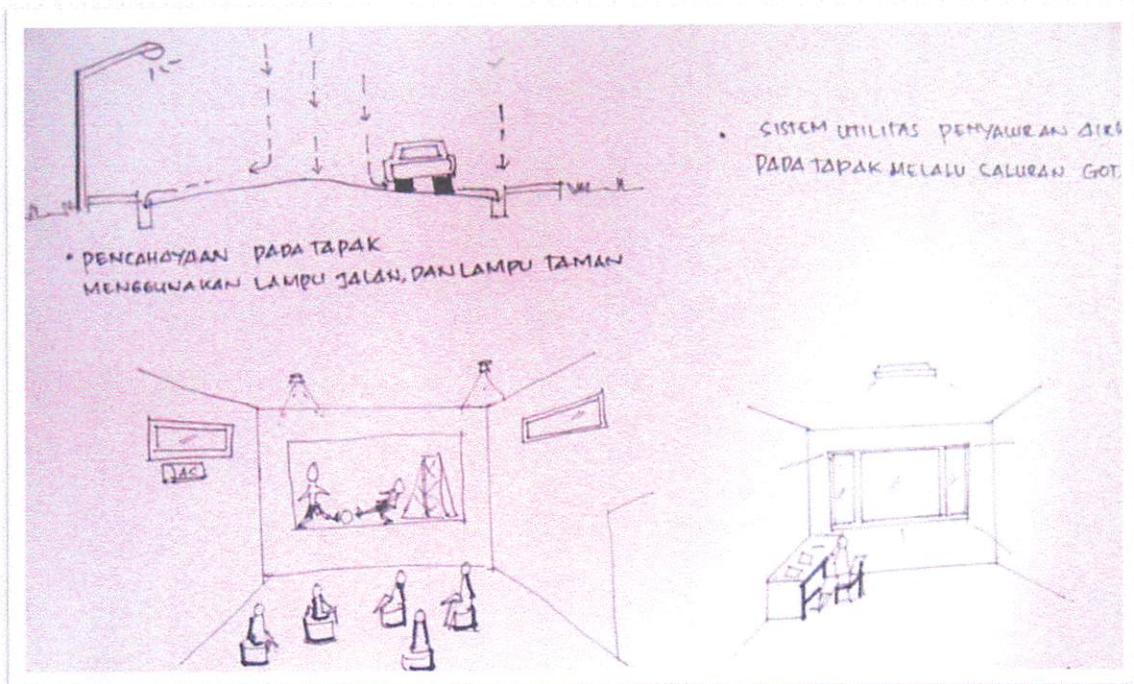 • SISTEM UTILITAS PENYALURAN AIR
PADA TAPAK MELALU SALURAN GOT
• PENCAHAYAAN PADA TAPAK
MENGGUNAKAN LAMPU JALAN, DAN LAMPU TAMAN
AC